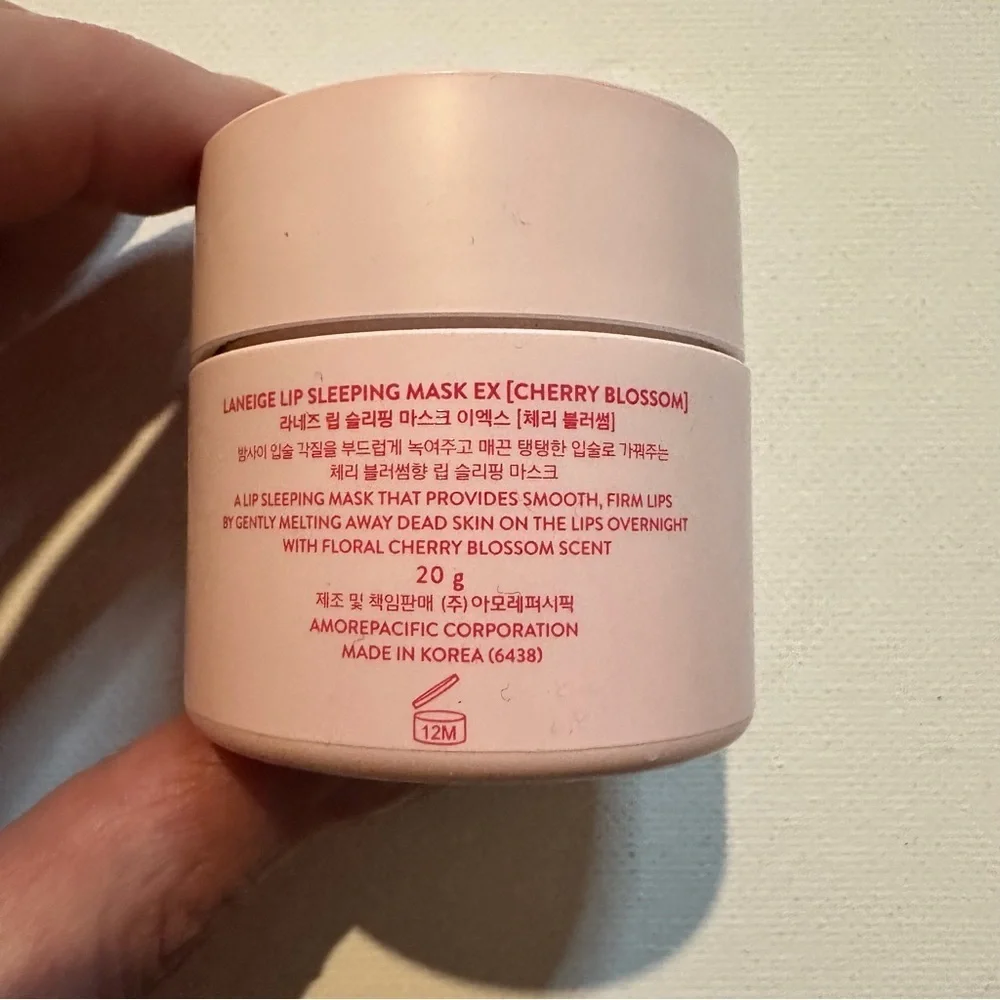 LANEIGE LIP SLEEPING MASK EX [CHERRY BLOSSOM]
라네즈 립 슬리핑 마스크 이엑스 [체리 블러썸]
밤사이 입술 각질을 부드럽게 녹여주고 매끈 탱탱한 입술로 가꿔주는
체리 블러썸향 립 슬리핑 마스크
A LIP SLEEPING MASK THAT PROVIDES SMOOTH, FIRM LIPS
BY GENTLY MELTING AWAY DEAD SKIN ON THE LIPS OVERNIGHT
WITH FLORAL CHERRY BLOSSOM SCENT
20 g
제조 및 책임판매 (주)아모레퍼시픽
AMOREPACIFIC CORPORATION
MADE IN KOREA (6438)
12M